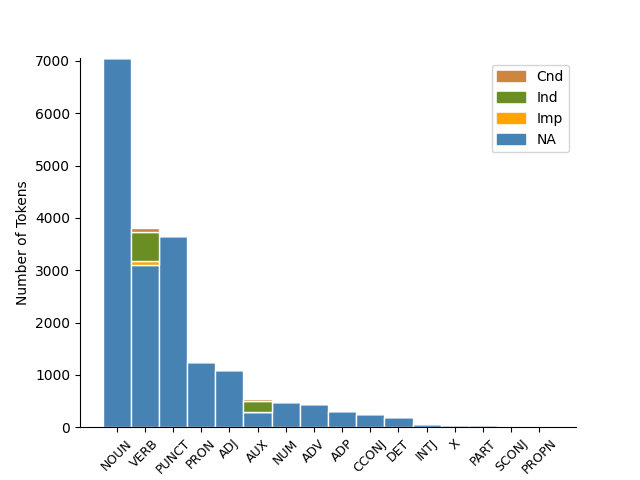 7000
6000
5000
4000
3000
2000
1000
0
Number of Tokens
Cnd
Ind
Imp
NA
NOUN
VERB
PUNCT
PRON
ADJ
AUX
NUM
ADV
ADP
CCONJ
DET
INTJ
X
PART
SCONJ
PROPN